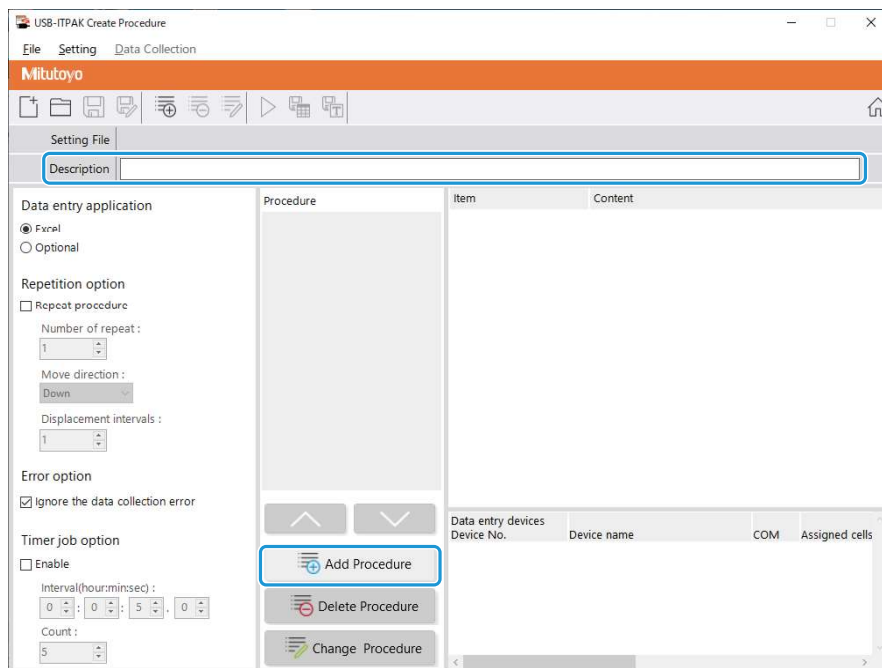 USB-ITPAK Create Procedure
File Setting Data Collection
Mitutoyo
Setting File
Description
Data entry application
Excel
Optional
Repetition option
Repeat procedure
Number of repeat :
1
Move direction :
Down
Displacement intervals :
1
Error option
Ignore the data collection error
Timer job option
Enable
Interval(hour:min:sec) :
0 : 0 : 5 . 0
Count :
5
Procedure
Add Procedure
Delete Procedure
Change Procedure
Item Content
Data entry devices
Device No. Device name COM Assigned cells